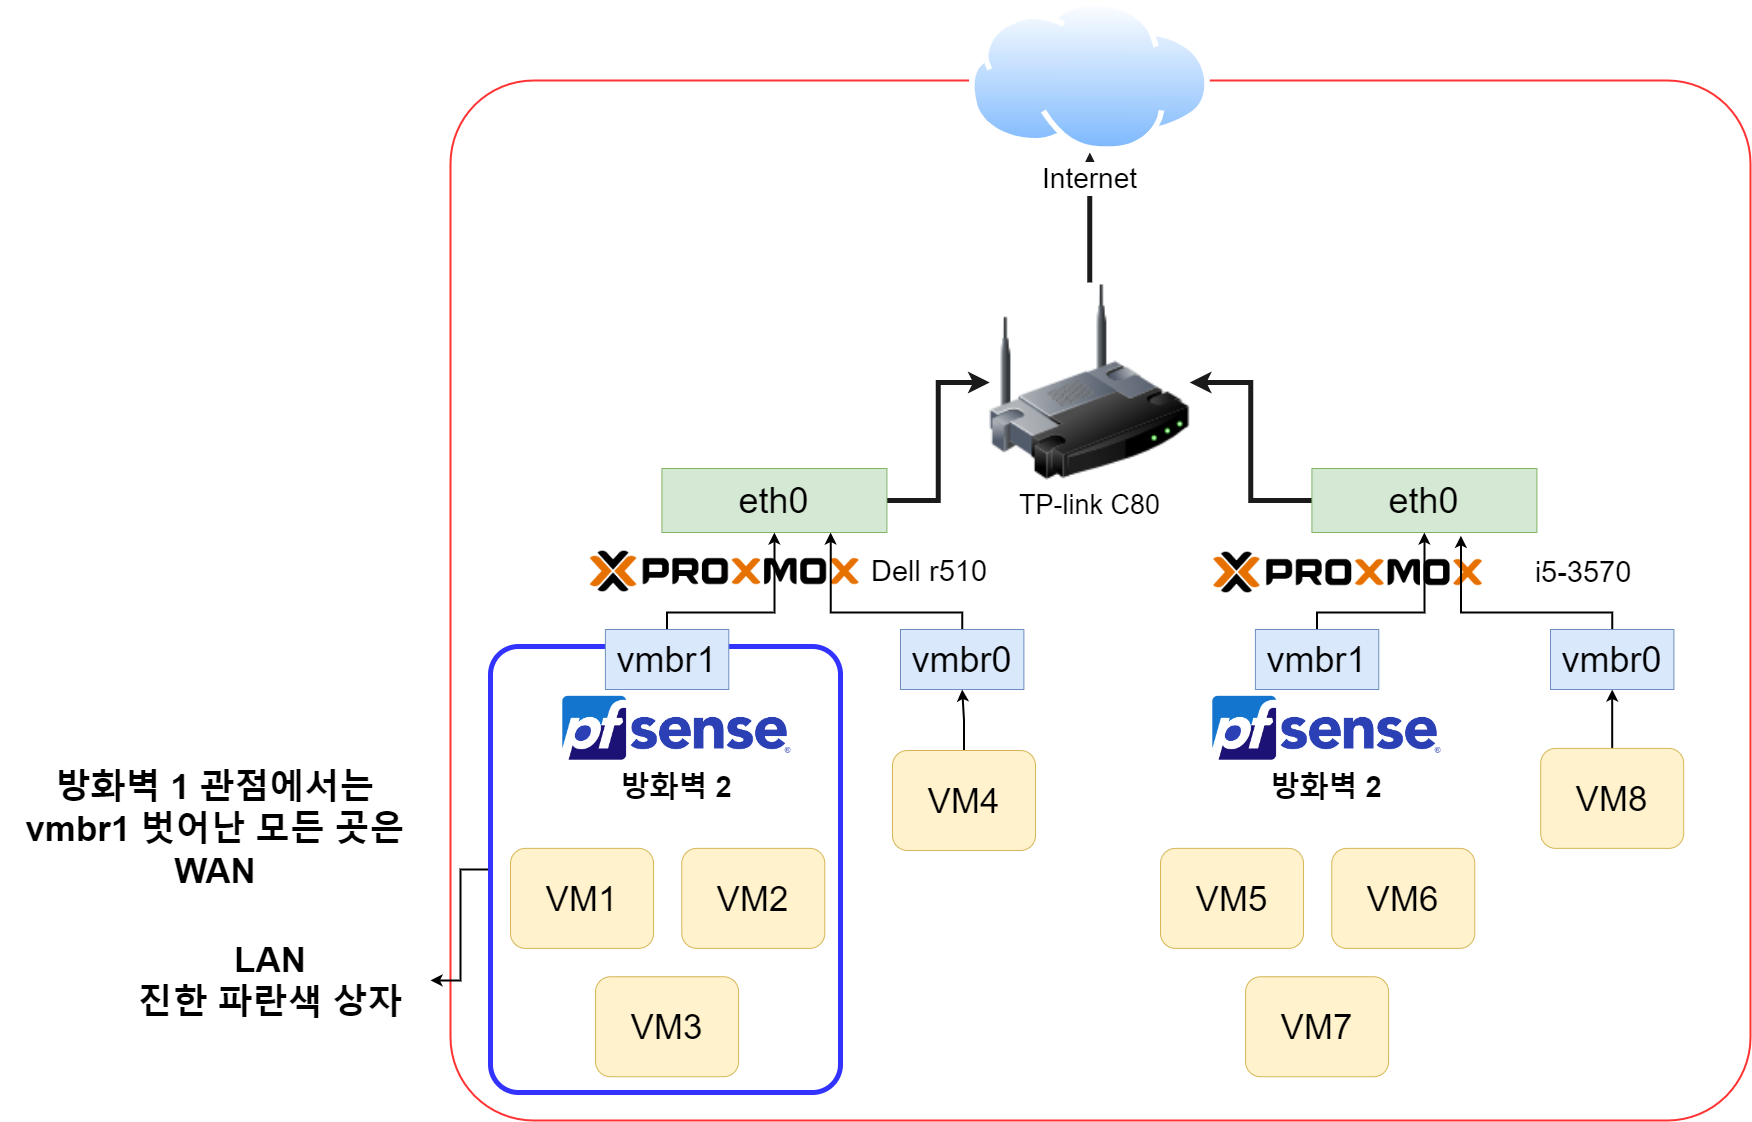 Internet
TP-link C80
eth0
eth0
PROXMOX
Dell r510
PROXMOX
i5-3570
vmbr1
vmbr0
vmbr1
vmbr0
pfsense
방화벽 2
pfsense
방화벽 2
VM4
VM8
방화벽 1 관점에서는
vmbr1 벗어난 모든 곳은
WAN
VM1
VM2
VM5
VM6
LAN
진한 파란색 상자
VM3
VM7